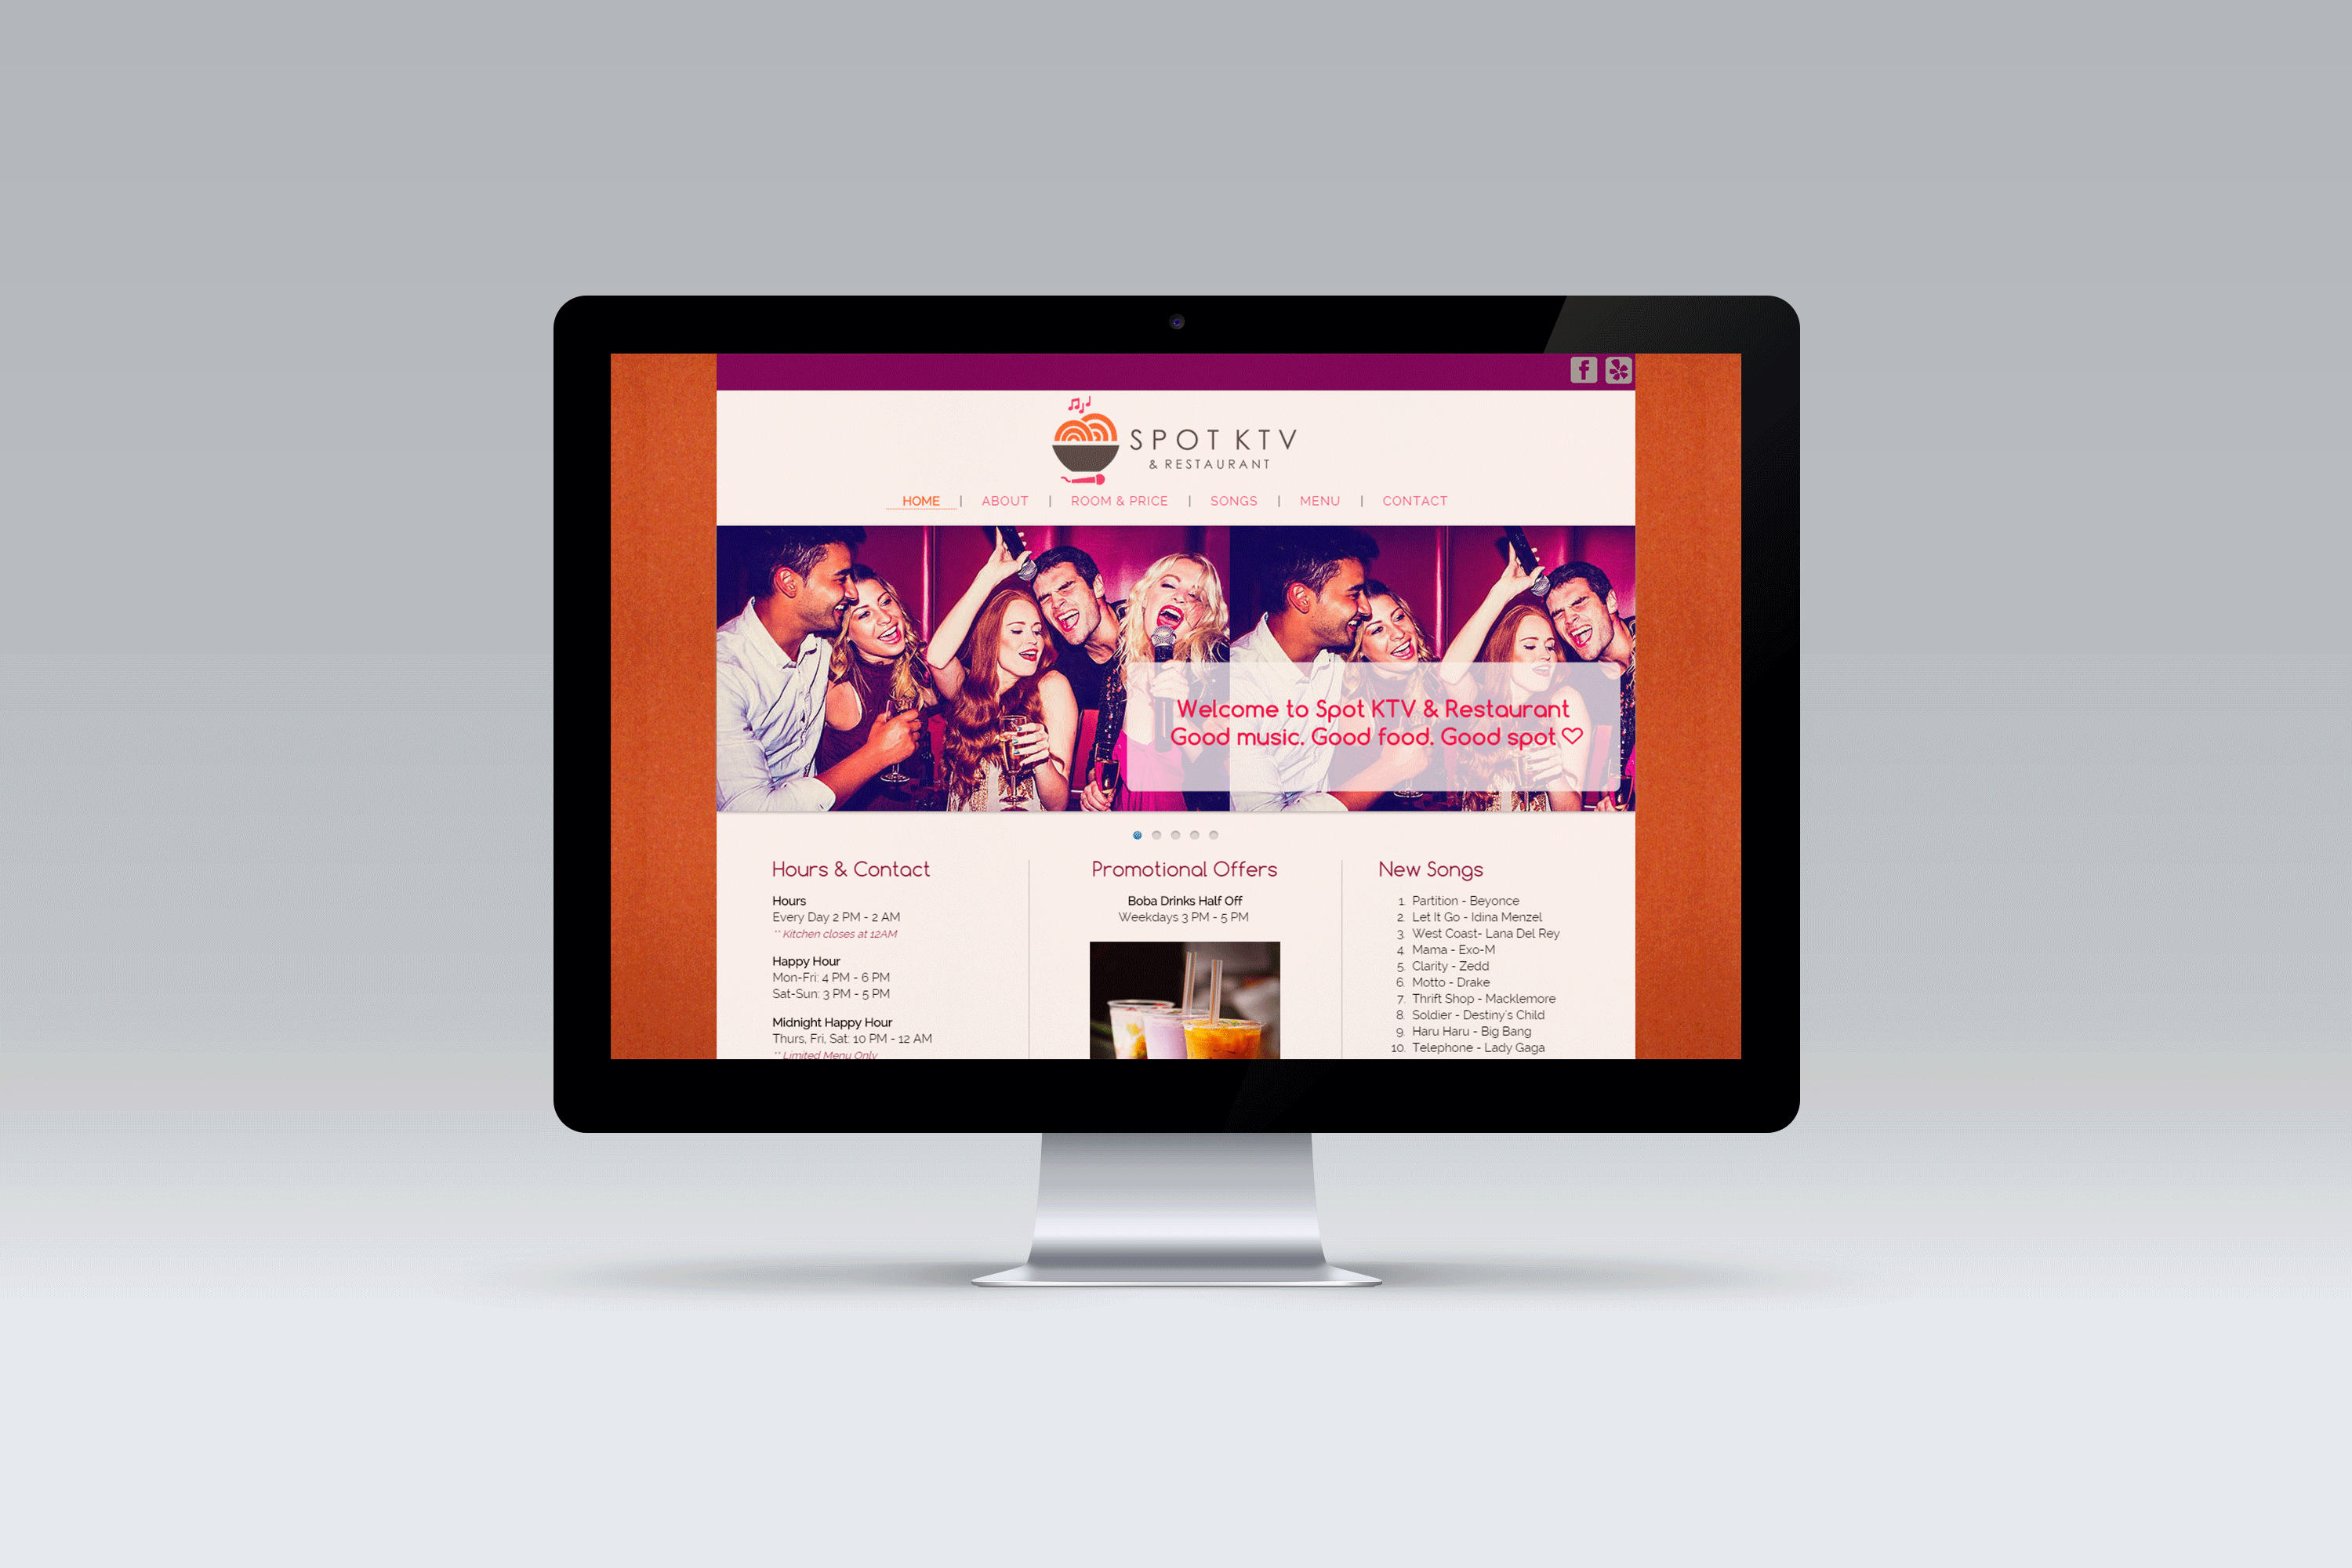 SPOT KTV
& RESTAURANT
HOME | ABOUT | ROOM & PRICE | SONGS | MENU | CONTACT
Welcome to Spot KTV & Restaurant
Good music. Good food. Good spot ♡
Hours & Contact
Hours
Every Day 2 PM - 2 AM
** Kitchen closes at 12AM
Happy Hour
Mon-Fri: 4 PM - 6 PM
Sat-Sun: 3 PM - 5 PM
Midnight Happy Hour
Thurs, Fri, Sat: 10 PM - 12 AM
** Limited Menu Only
Promotional Offers
Boba Drinks Half Off
Weekdays 3 PM - 5 PM
New Songs
1. Partition - Beyonce
2. Let It Go - Idina Menzel
3. West Coast- Lana Del Rey
4. Mama - Exo-M
5. Clarity - Zedd
6. Motto - Drake
7. Thrift Shop - Macklemore
8. Soldier - Destiny's Child
9. Haru Haru - Big Bang
10. Telephone - Lady Gaga